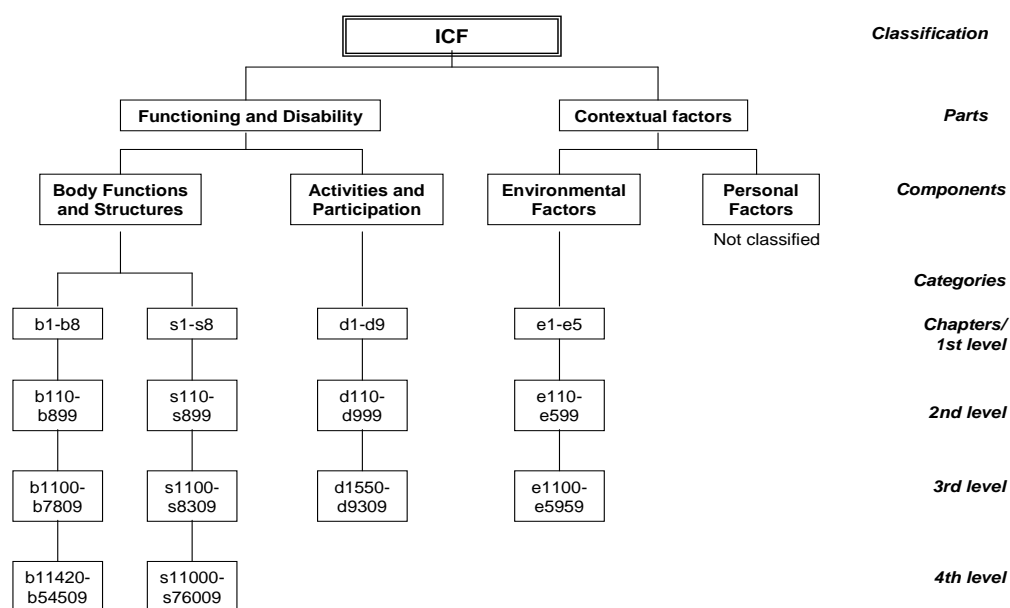 ICF
Classification
Functioning and Disability
Contextual factors
Parts
Body Functions
and Structures
Activities and
Participation
Environmental
Factors
Personal
Factors
Components
Not classified
Categories
b1-b8
s1-s8
d1-d9
e1-e5
Chapters/
1st level
b110-
b899
s110-
s899
d110-
d999
e110-
e599
2nd level
b1100-
b7809
s1100-
s8309
d1550-
d9309
e1100-
e5959
3rd level
b11420-
b54509
s11000-
s76009
4th level